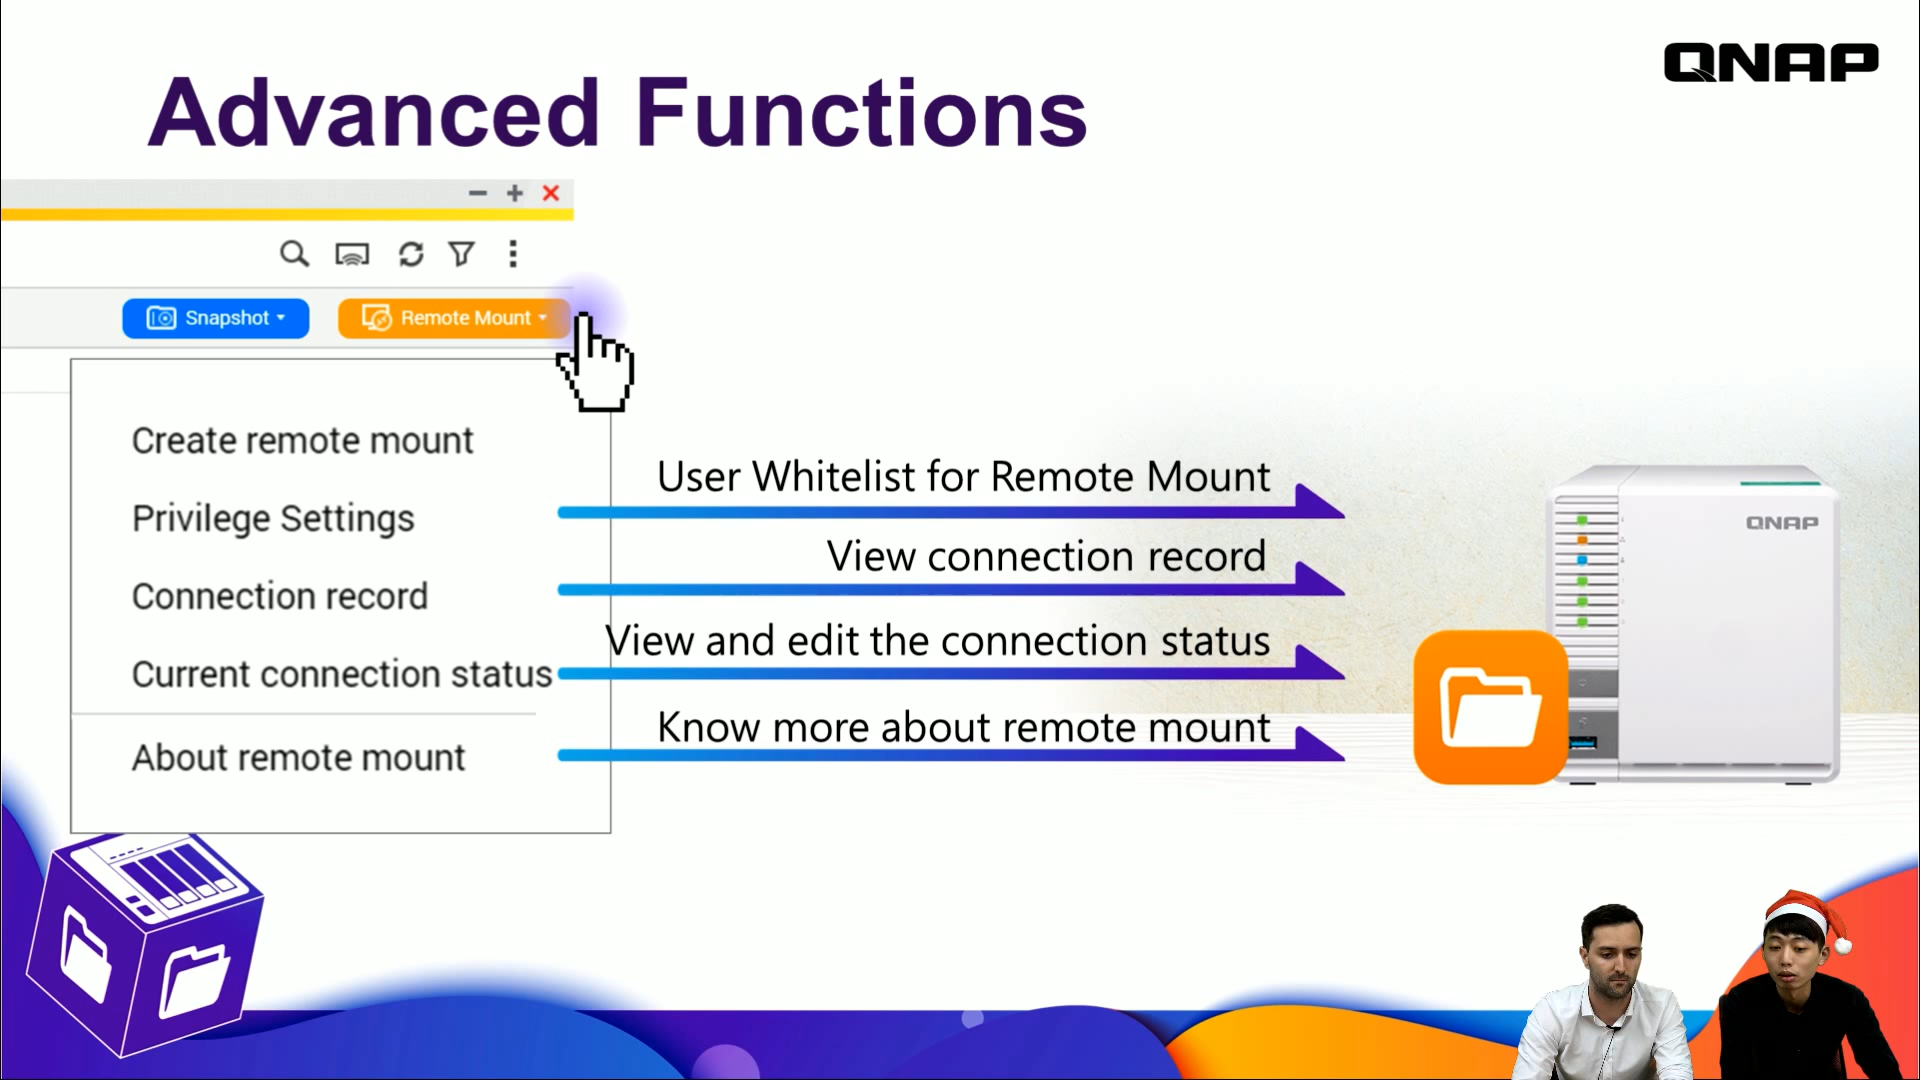 QNAP
Advanced Functions
Snapshot
Remote Mount
Create remote mount
Privilege Settings
Connection record
Current connection status
About remote mount
User Whitelist for Remote Mount
View connection record
View and edit the connection status
Know more about remote mount
QNAP